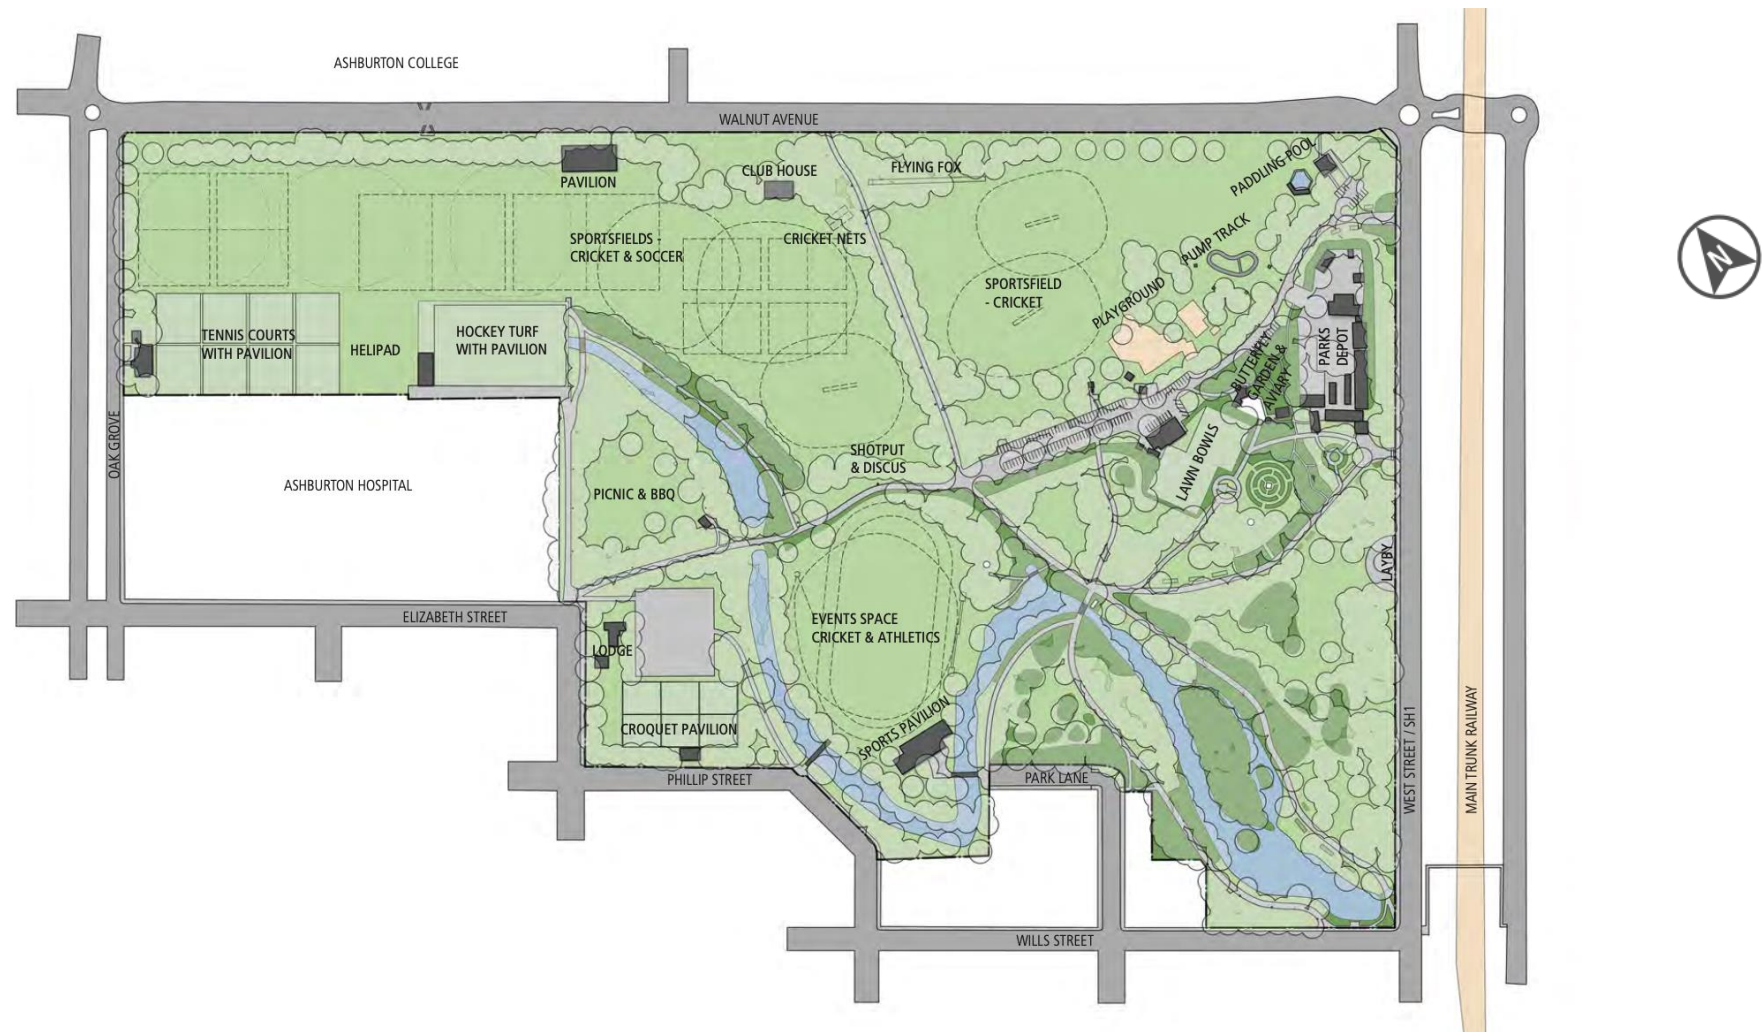 ASHBURTON COLLEGE
WALNUT AVENUE
PAVILION
CLUB HOUSE
FLYING FOX
PADDLING POOL
SPORTSFIELDS -
CRICKET & SOCCER
CRICKET NETS
PUMP TRACK
SPORTSFIELD
- CRICKET
PLAYGROUND
TENNIS COURTS
WITH PAVILION
HELIPAD
HOCKEY TURF
WITH PAVILION
BUTTERFLY
GARDEN &
AVIARY
PARKS
DEPOT
OAK GROVE
ASHBURTON HOSPITAL
PICNIC & BBQ
SHOTPUT
& DISCUS
LAWN BOWLS
LAYBY
ELIZABETH STREET
LODGE
EVENTS SPACE
CRICKET & ATHLETICS
CROQUET PAVILION
SPORTS PAVILION
PHILLIP STREET
PARK LANE
WEST STREET / SH1
MAIN TRUNK RAILWAY
WILLS STREET
N